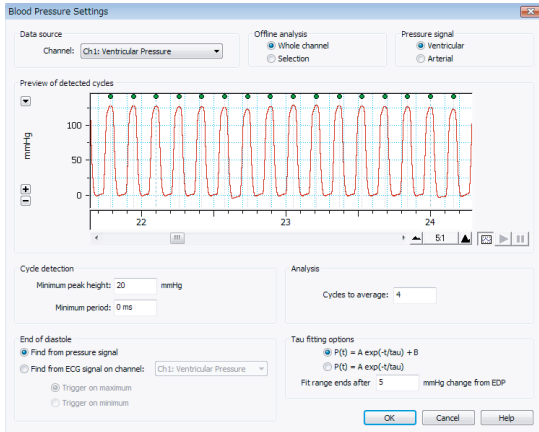 Blood Pressure Settings
Data source
Channel: Ch1: Ventricular Pressure
Offline analysis
Whole channel
Selection
Pressure signal
Ventricular
Arterial
Preview of detected cycles
mmHg
100
50
0
22 23 24
5:1
Cycle detection
Minimum peak height: 20 mmHg
Minimum period: 0 ms
Analysis
Cycles to average: 4
End of diastole
Find from pressure signal
Find from ECG signal on channel: Ch1: Ventricular Pressure
Trigger on maximum
Trigger on minimum
Tau fitting options
P(t) = A exp(-t/tau) + B
P(t) = A exp(-t/tau)
Fit range ends after 5 mmHg change from EDP
OK Cancel Help